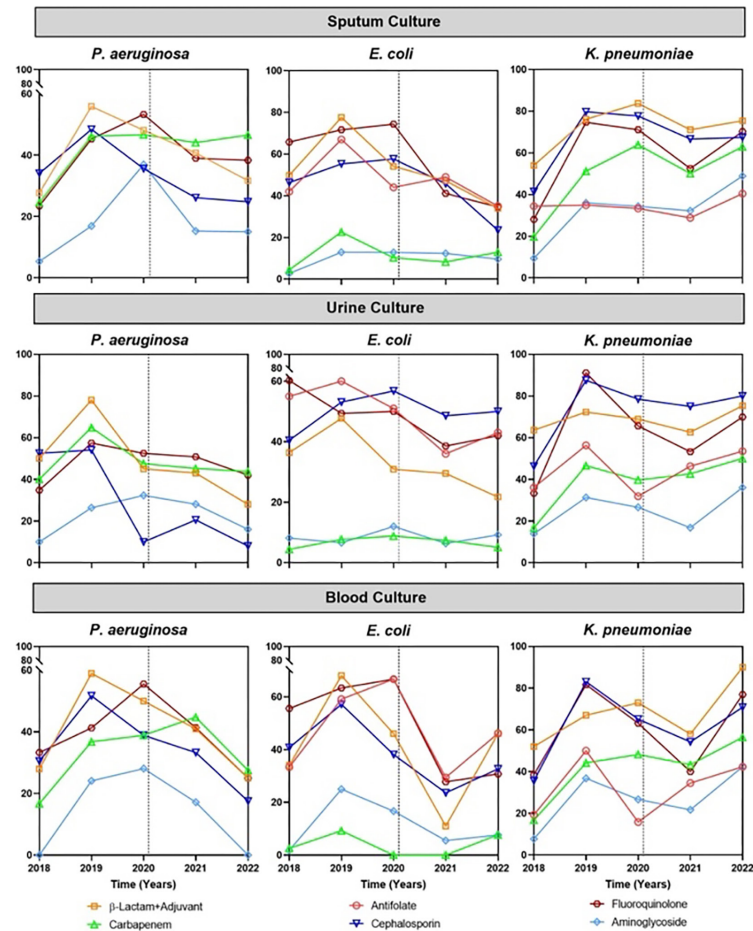 Sputum Culture
P. aeruginosa
E. coli
K. pneumoniae
100
80
60
40
20
0
100
80
60
40
20
0
100
80
60
40
20
0
Urine Culture
P. aeruginosa
E. coli
K. pneumoniae
100
80
60
40
20
0
100
80
60
40
20
0
100
80
60
40
20
0
Blood Culture
P. aeruginosa
E. coli
K. pneumoniae
100
80
60
40
20
0
100
80
60
40
20
0
100
80
60
40
20
0
2018 2019 2020 2021 2022
2018 2019 2020 2021 2022
2018 2019 2020 2021 2022
Time (Years)
Time (Years)
Time (Years)
β-Lactam+Adjuvant
Antifolate
Fluoroquinolone
Carbapenem
Cephalosporin
Aminoglycoside